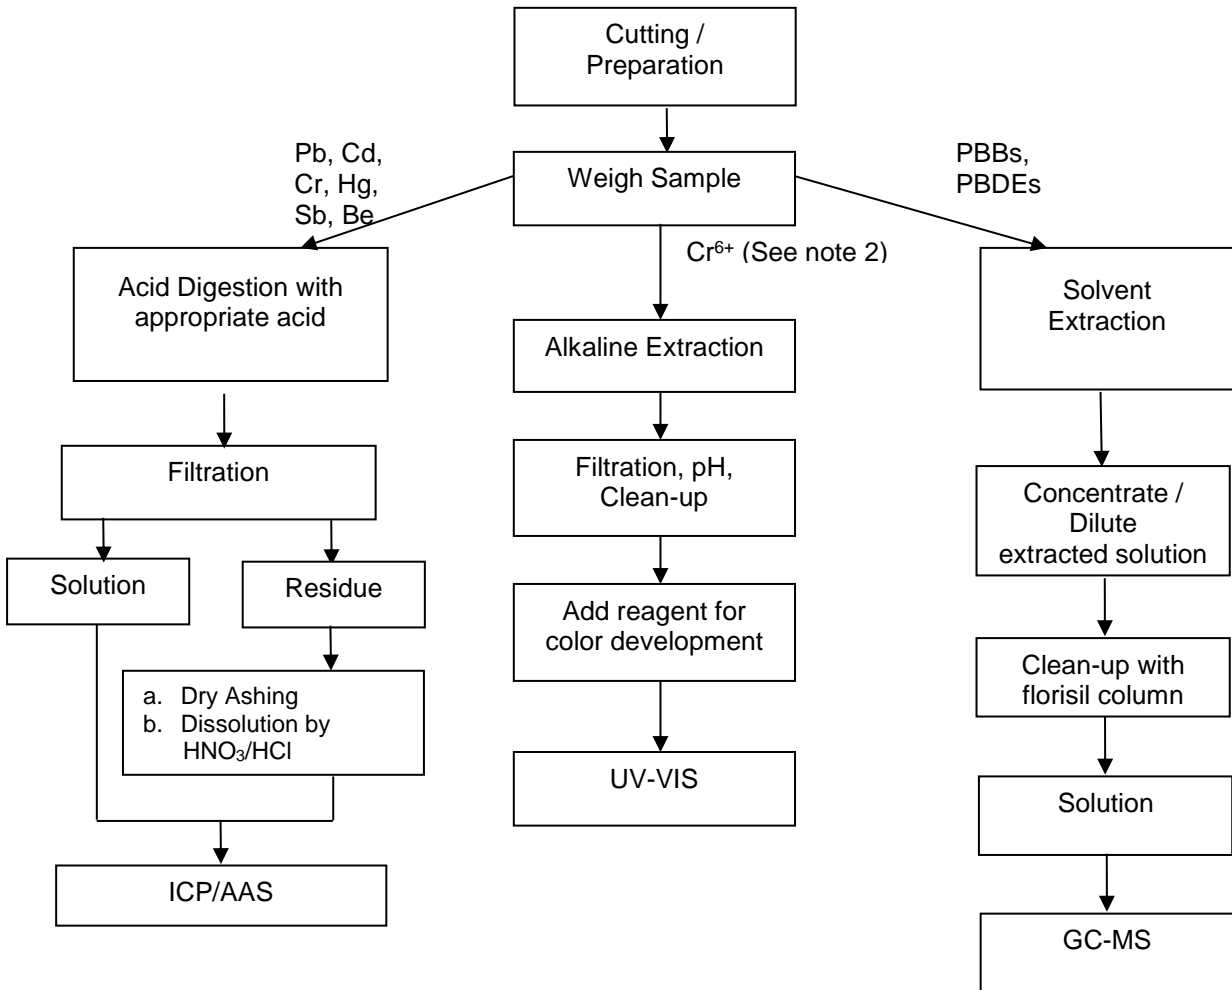 Cutting /
Preparation
Pb, Cd,
Cr, Hg,
Sb, Be
Weigh Sample
PBBs,
PBDEs
Cr⁶⁺ (See note 2)
Acid Digestion with
appropriate acid
Alkaline Extraction
Solvent
Extraction
Filtration
Filtration, pH,
Clean-up
Concentrate /
Dilute
extracted solution
Solution
Residue
Add reagent for
color development
a. Dry Ashing
b. Dissolution by
HNO₃/HCl
Clean-up with
florisil column
UV-VIS
Solution
ICP/AAS
GC-MS